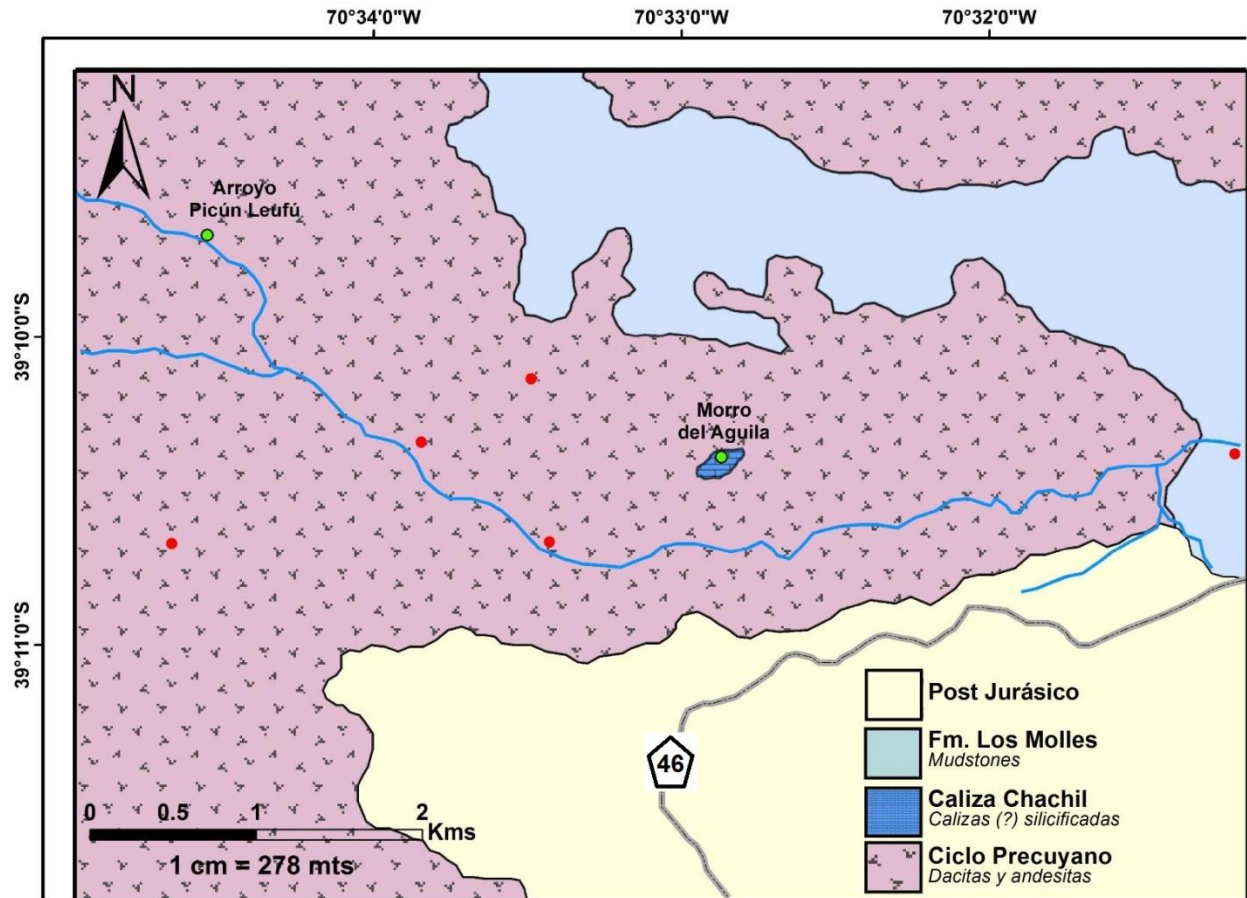 70°34'0"W
70°33'0"W
70°32'0"W
N
Arroyo
Picún Leufú
39°10'0"S
Morro
del Aguila
39°11'0"S
46
Post Jurásico
Fm. Los Molles
Mudstones
Caliza Chachil
Calizas (?) silicificadas
Ciclo Precuyano
Dacitas y andesitas
0 0.5 1 2
Kms
1 cm = 278 mts